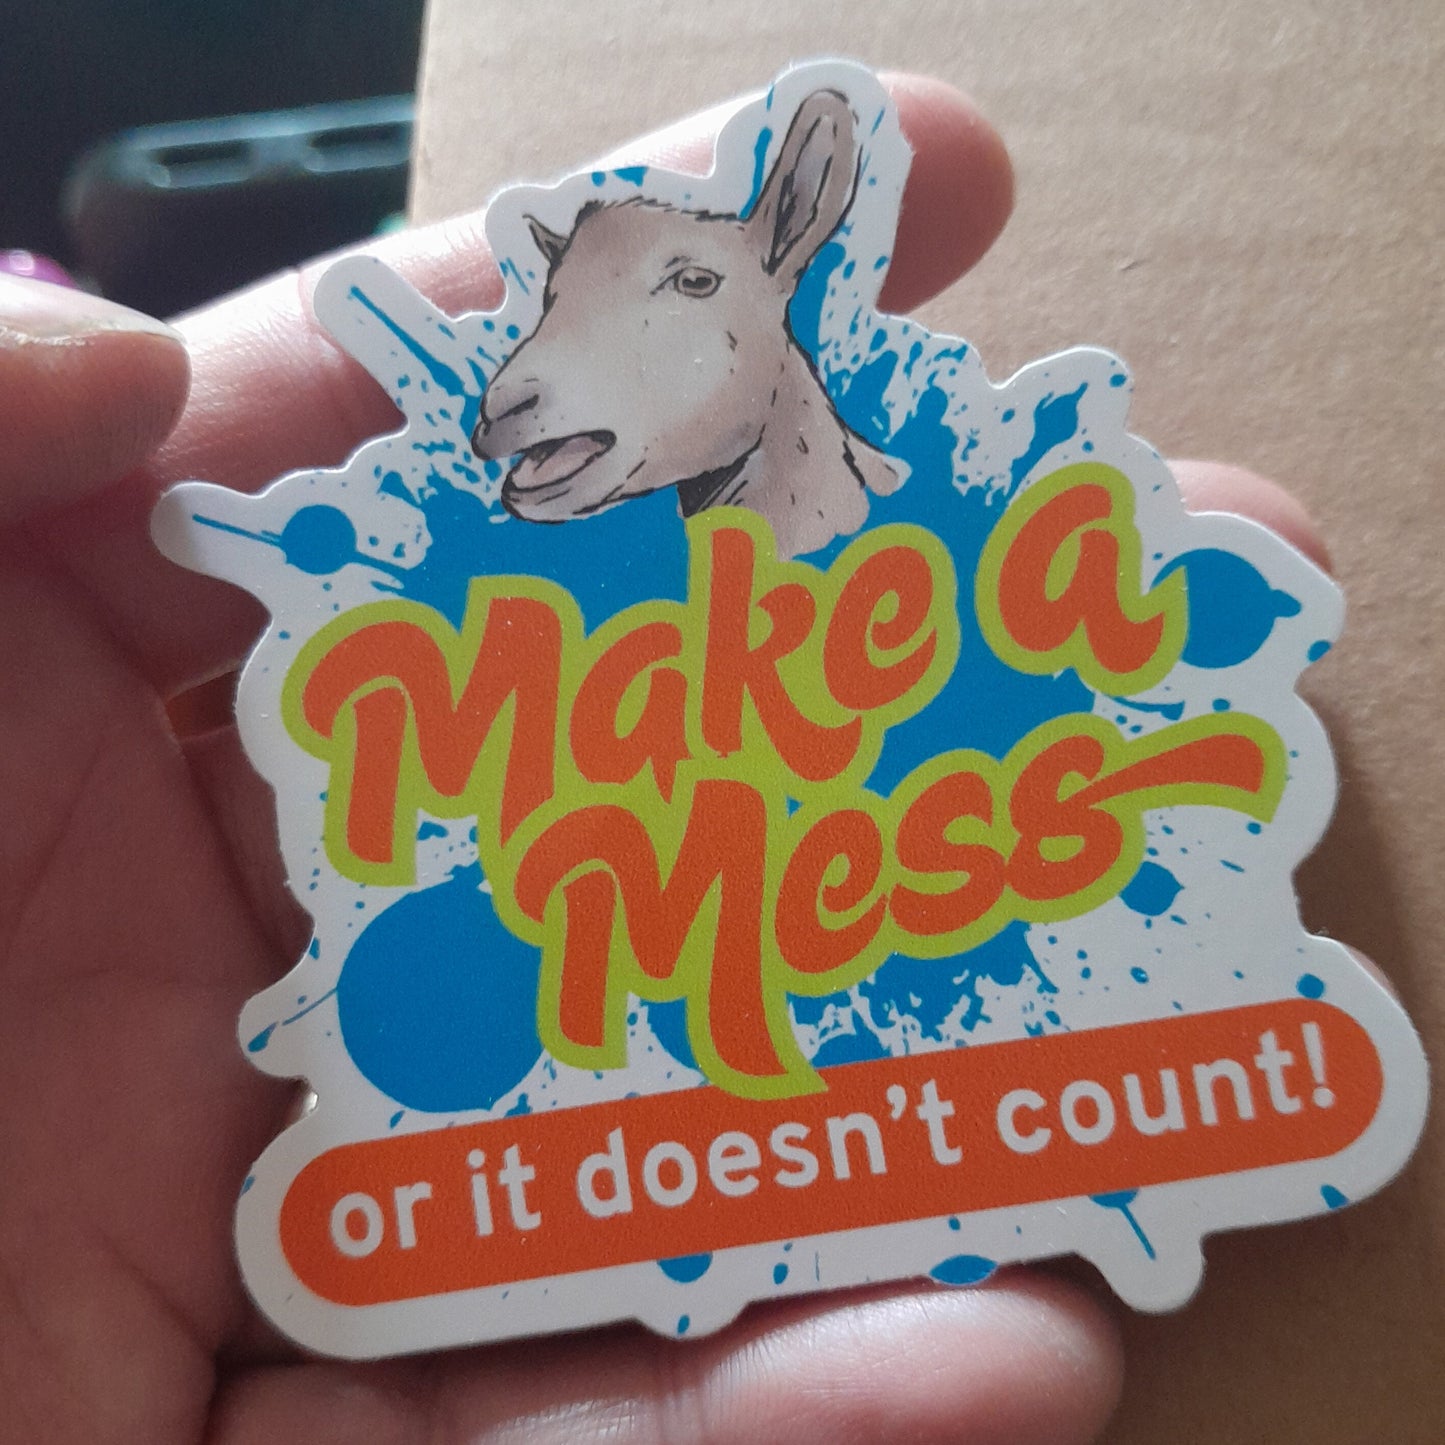 Make a
Mess
or it doesn't count!